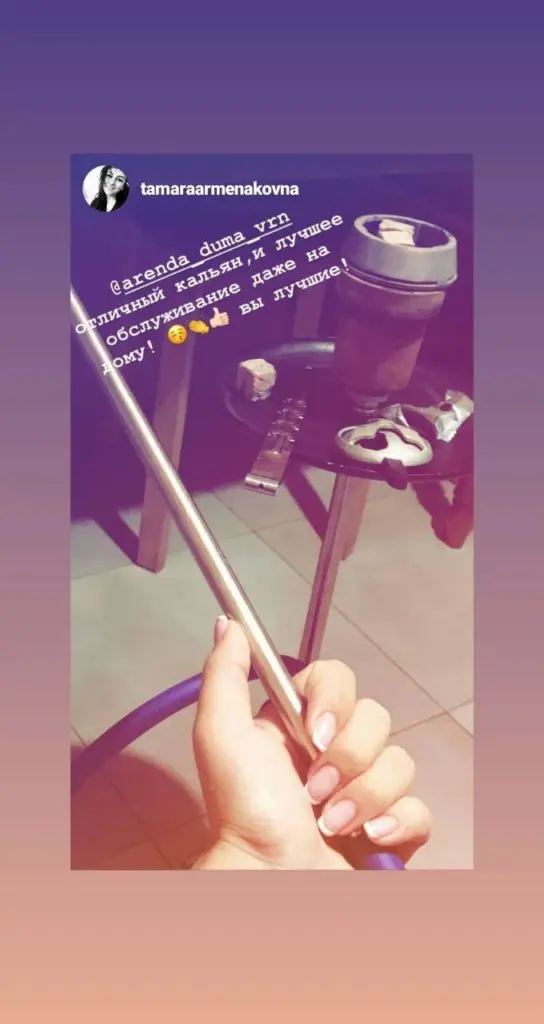 tamaraarmenakovna
@arenda_duma_vrn
отличный кальян,и лучшее
обслуживание даже на
дому! 🤗👏👍 вы лучшие!